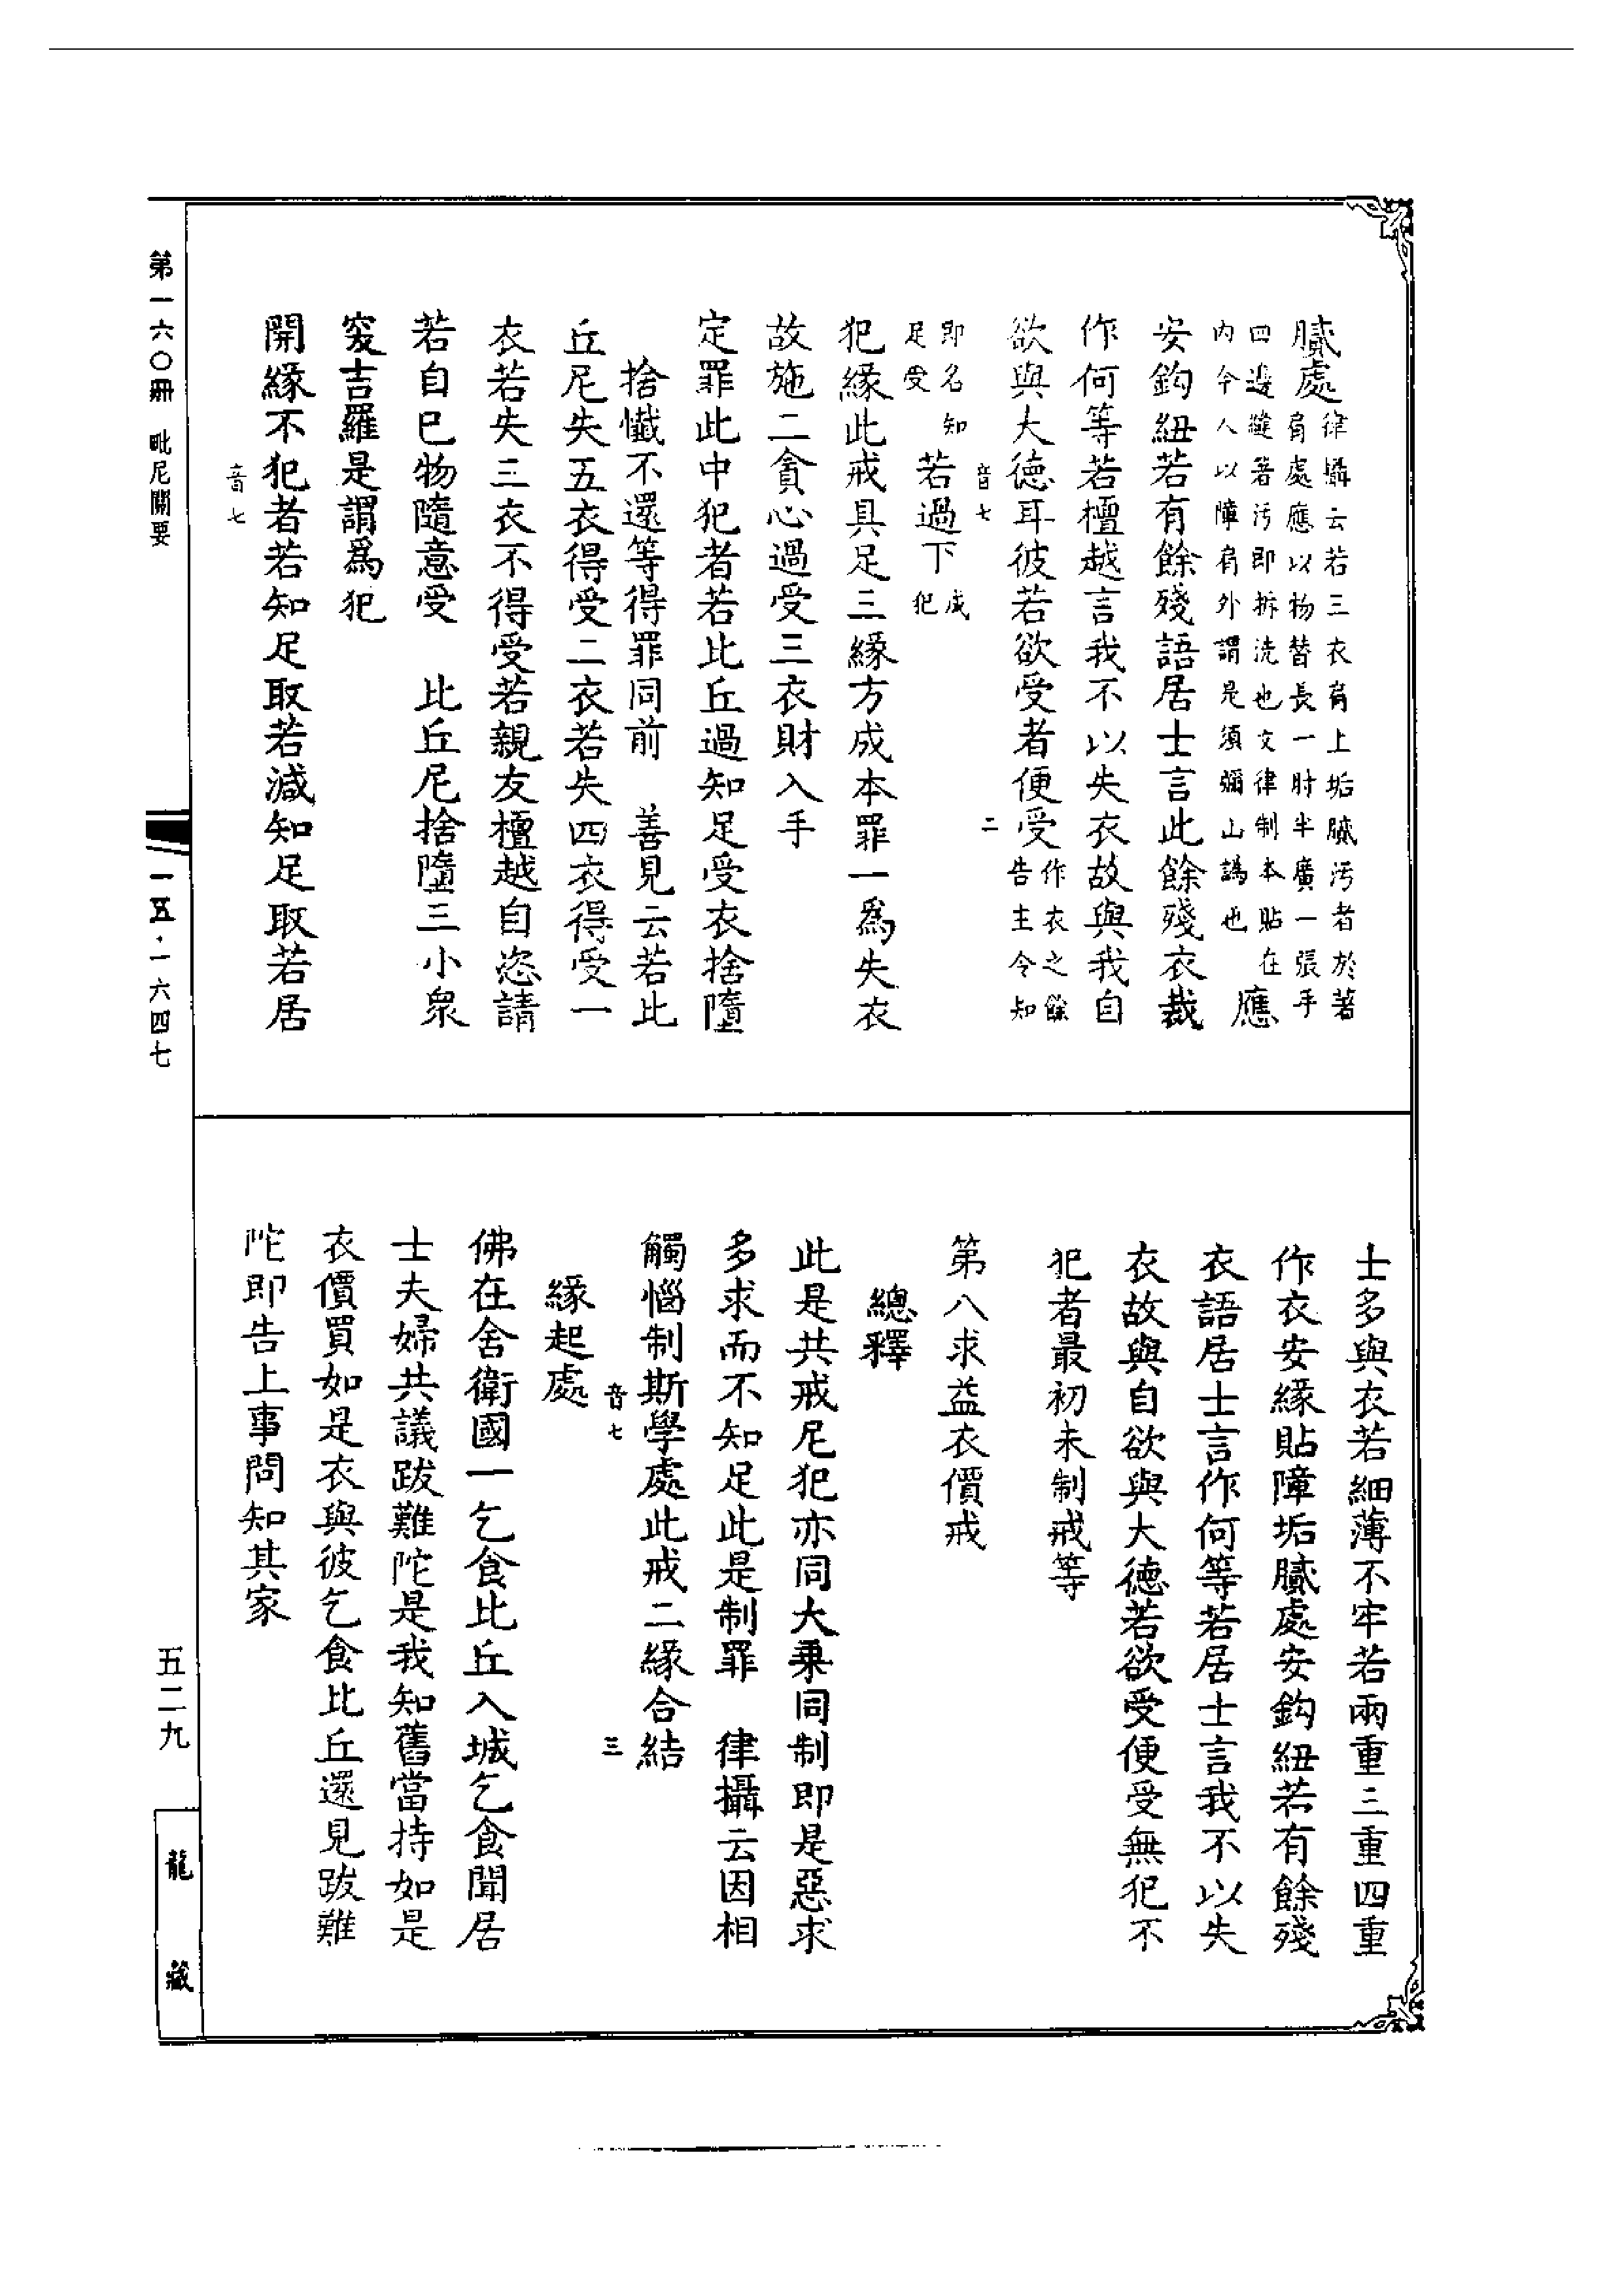 膩處律攝云若三衣肩上垢膩污者於著
肩處應以物替長一肘半廣一張手
四邊縫著污即拆洗也文律制本貼在
內今人以障肩外謂是須彌山譌也應
安鈎紐若有餘殘語居士言此餘殘衣裁
作何等若檀越言我不以失衣故與我自
欲與大德耳彼若欲受者便受作衣之餘
告主令知
音七 二
即名知
足受若過下成
犯
犯緣此戒具足三緣方成本罪一為失衣
故施二貪心過受三衣財入手
定罪此中犯者若比丘過知足受衣捨墮
捨懺不還等得罪同前 善見云若比
丘尼失五衣得受二衣若失四衣得受一
衣若失三衣不得受若親友檀越自恣請
若自巳物隨意受 比丘尼捨墮三小衆
突吉羅是謂為犯
開緣不犯者若知足取若減知足取若居
音七
士多與衣若細薄不牢若兩重三重四重
作衣安緣貼障垢膩處安鈎紐若有餘殘
衣語居士言作何等若居士言我不以失
衣故與自欲與大德若欲受便受無犯不
犯者最初未制戒等
第八求益衣價戒
總釋
此是共戒尼犯亦同大乘同制即是惡求
多求而不知足此是制罪 律攝云因相
觸惱制斯學處此戒二緣合結
音七 三
緣起處
佛在舍衛國一乞食比丘入城乞食聞居
士夫婦共議跋難陀是我知舊當持如是
衣價買如是衣與彼乞食比丘還見跋難
陀即告上事問知其家
第一六〇冊 毗尼關要
一五·一六四七
五二九
龍藏